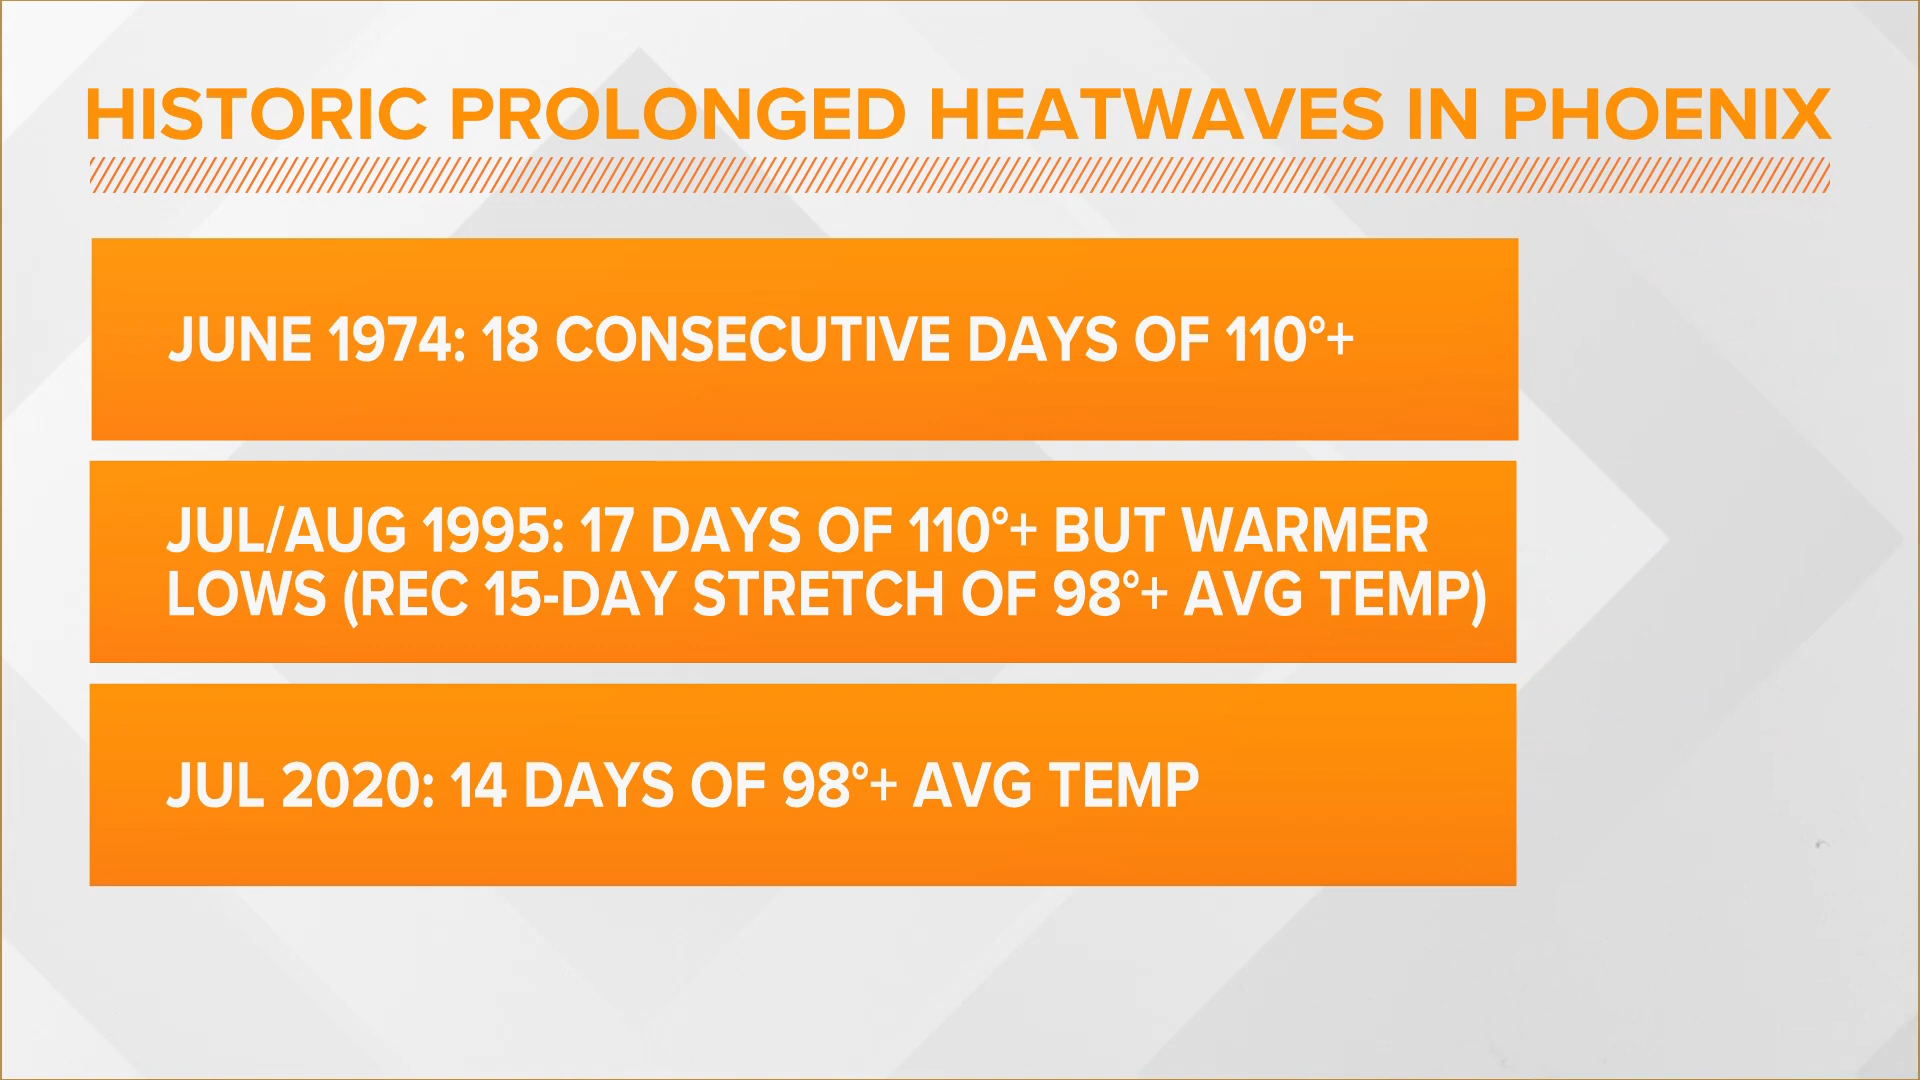 HISTORIC PROLONGED HEATWAVES IN PHOENIX
JUNE 1974: 18 CONSECUTIVE DAYS OF 110°+
JUL/AUG 1995: 17 DAYS OF 110°+ BUT WARMER
LOWS (REC 15-DAY STRETCH OF 98°+ AVG TEMP)
JUL 2020: 14 DAYS OF 98°+ AVG TEMP